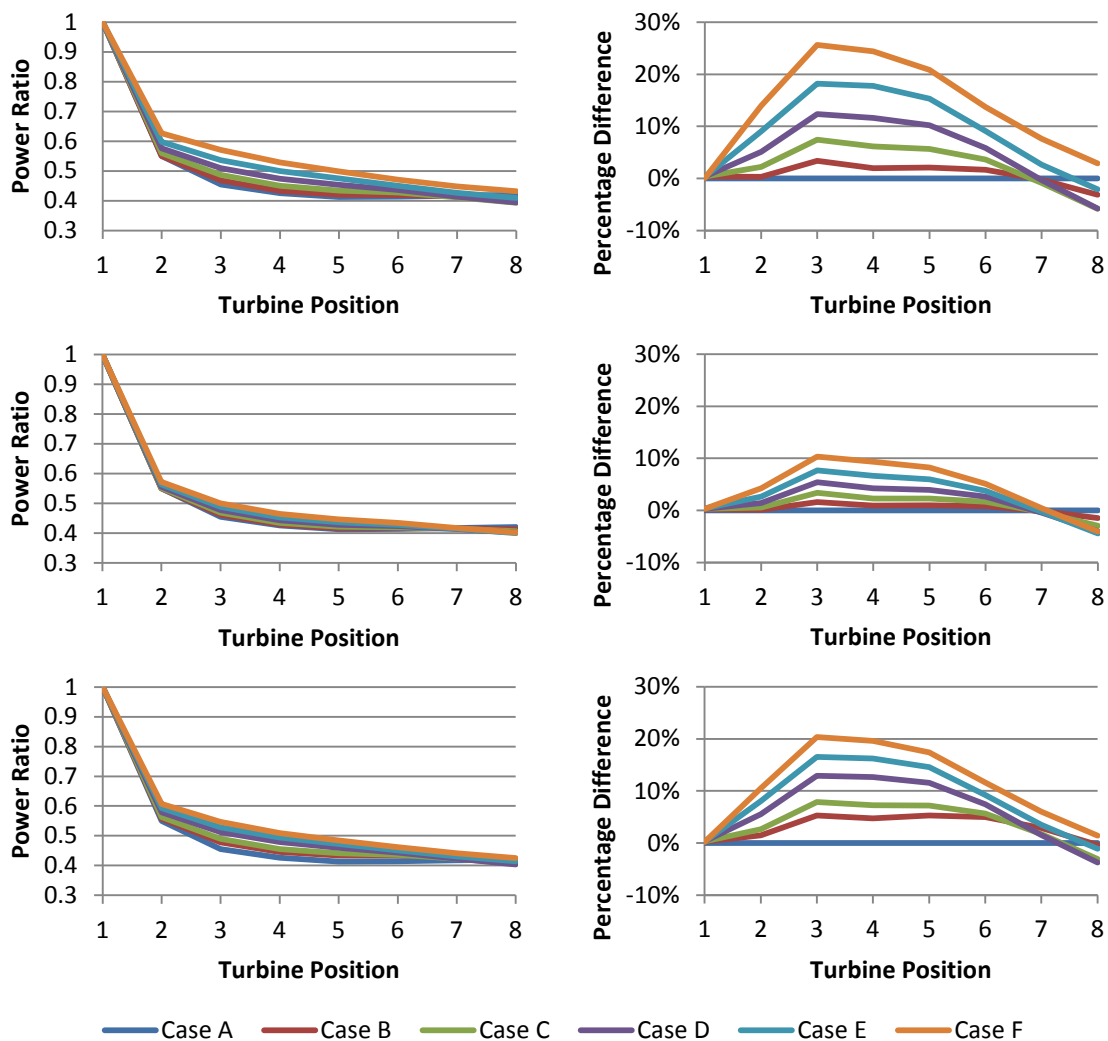 Power Ratio
1
0.9
0.8
0.7
0.6
0.5
0.4
0.3
1 2 3 4 5 6 7 8
Turbine Position
Percentage Difference
30%
20%
10%
0%
-10%
1 2 3 4 5 6 7 8
Turbine Position
Power Ratio
1
0.9
0.8
0.7
0.6
0.5
0.4
0.3
1 2 3 4 5 6 7 8
Turbine Position
Percentage Difference
30%
20%
10%
0%
-10%
1 2 3 4 5 6 7 8
Turbine Position
Power Ratio
1
0.9
0.8
0.7
0.6
0.5
0.4
0.3
1 2 3 4 5 6 7 8
Turbine Position
Percentage Difference
30%
20%
10%
0%
-10%
1 2 3 4 5 6 7 8
Turbine Position
Case A Case B Case C Case D Case E Case F